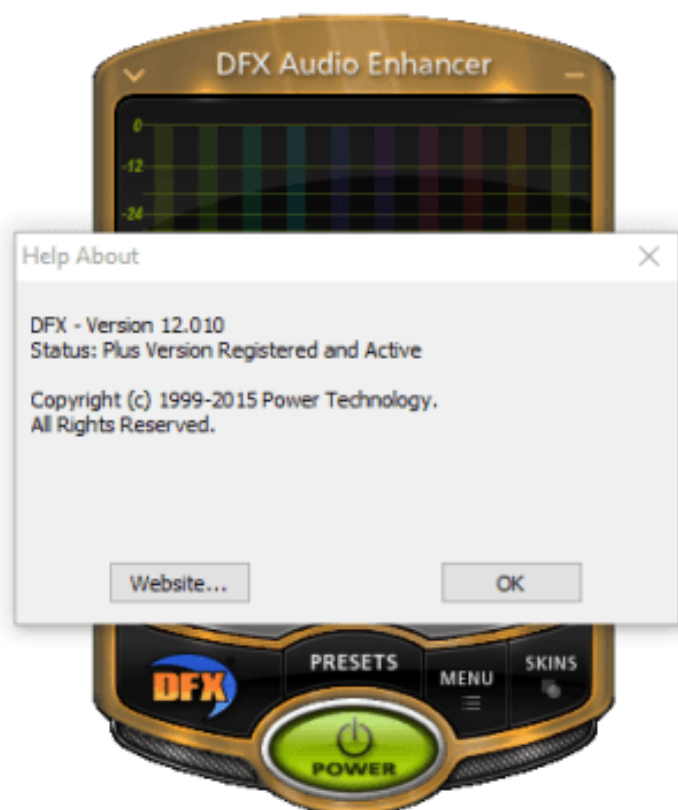 DFX Audio Enhancer
0
-12
-24
Help About
DFX - Version 12.010
Status: Plus Version Registered and Active
Copyright (c) 1999-2015 Power Technology.
All Rights Reserved.
Website...
OK
DFX
PRESETS
MENU
SKINS
POWER